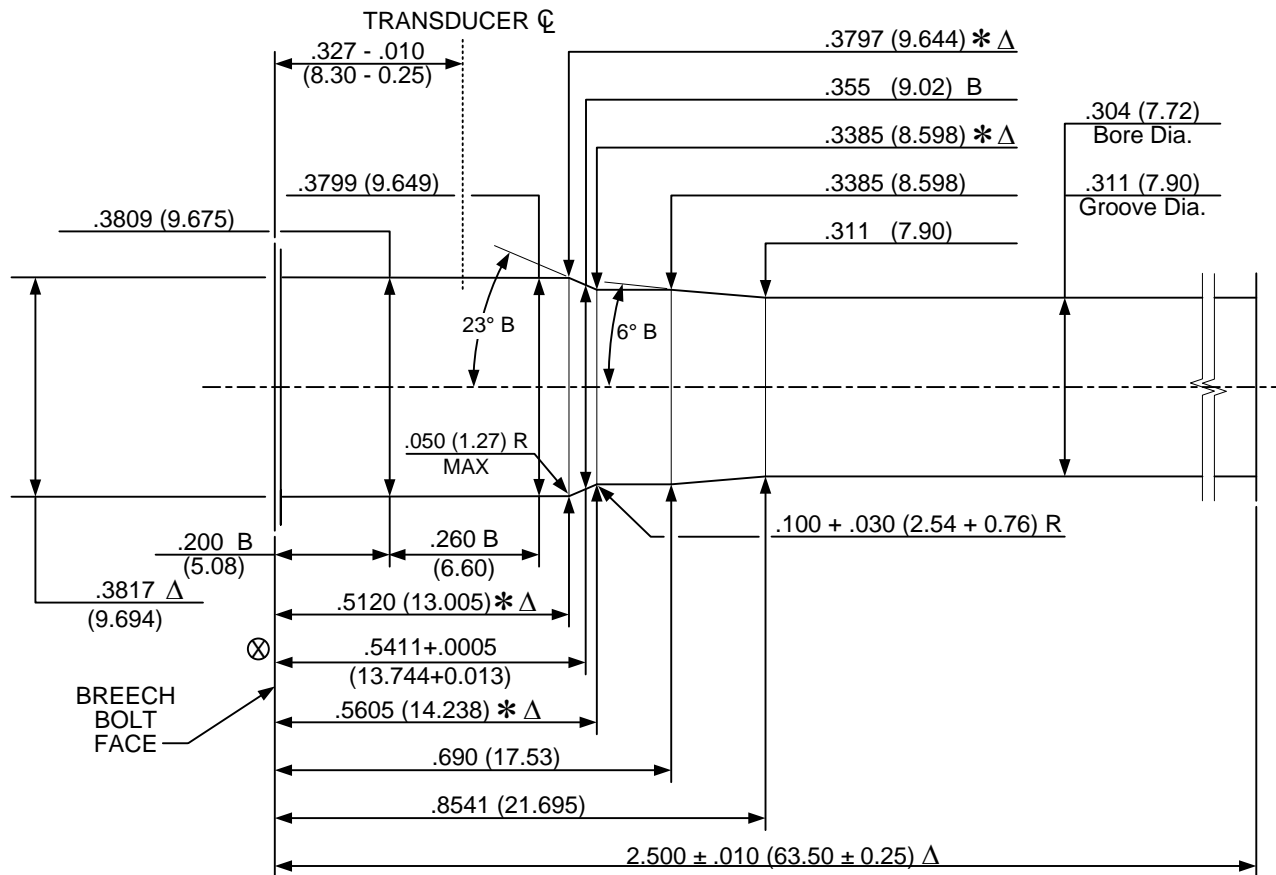 TRANSDUCER ℄
.327 - .010
(8.30 - 0.25)
.3797 (9.644) * Δ
.355 (9.02) B
.304 (7.72)
Bore Dia.
.3385 (8.598) * Δ
.3799 (9.649)
.3385 (8.598)
.311 (7.90)
Groove Dia.
.3809 (9.675)
.311 (7.90)
23° B
6° B
.050 (1.27) R
MAX
.100 + .030 (2.54 + 0.76) R
.200 B
(5.08)
.260 B
(6.60)
.3817 Δ
(9.694)
.5120 (13.005) * Δ
⊗
.5411+.0005
(13.744+0.013)
BREECH
BOLT
FACE
.5605 (14.238) * Δ
.690 (17.53)
.8541 (21.695)
2.500 ± .010 (63.50 ± 0.25) Δ